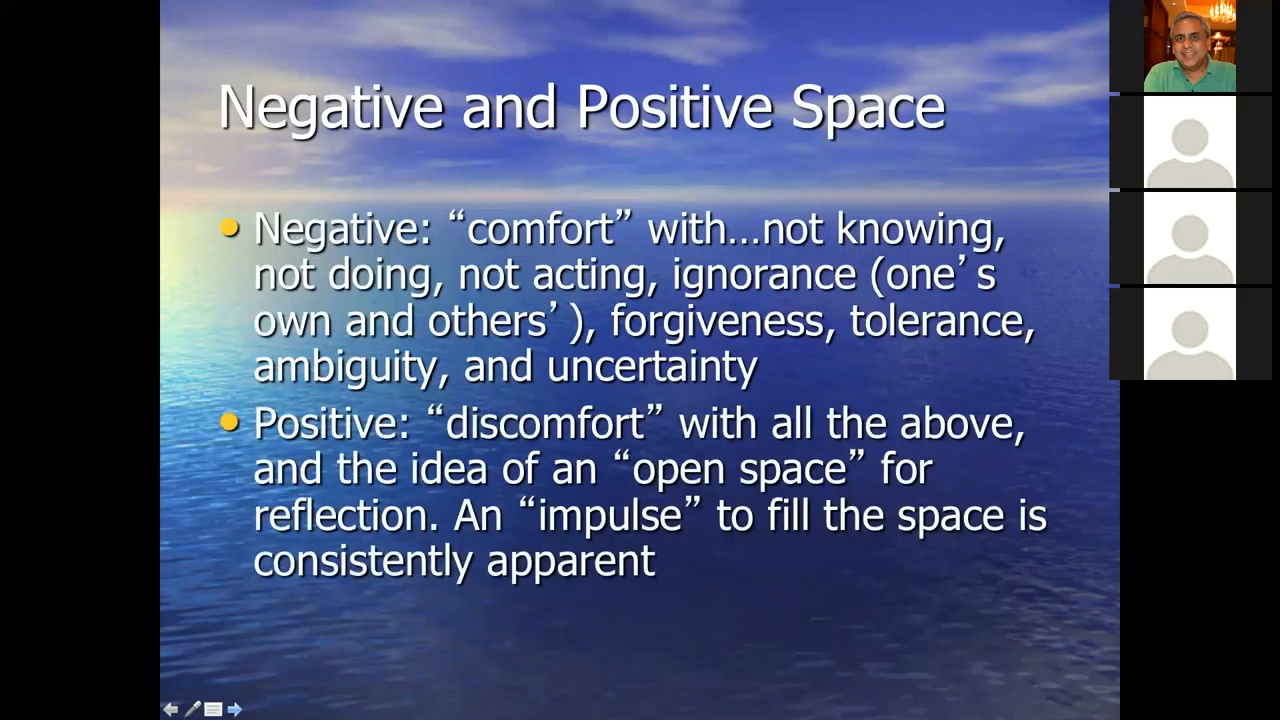 Negative and Positive Space
Negative: “comfort” with…not knowing,
not doing, not acting, ignorance (one’s
own and others’), forgiveness, tolerance,
ambiguity, and uncertainty
Positive: “discomfort” with all the above,
and the idea of an “open space” for
reflection. An “impulse” to fill the space is
consistently apparent